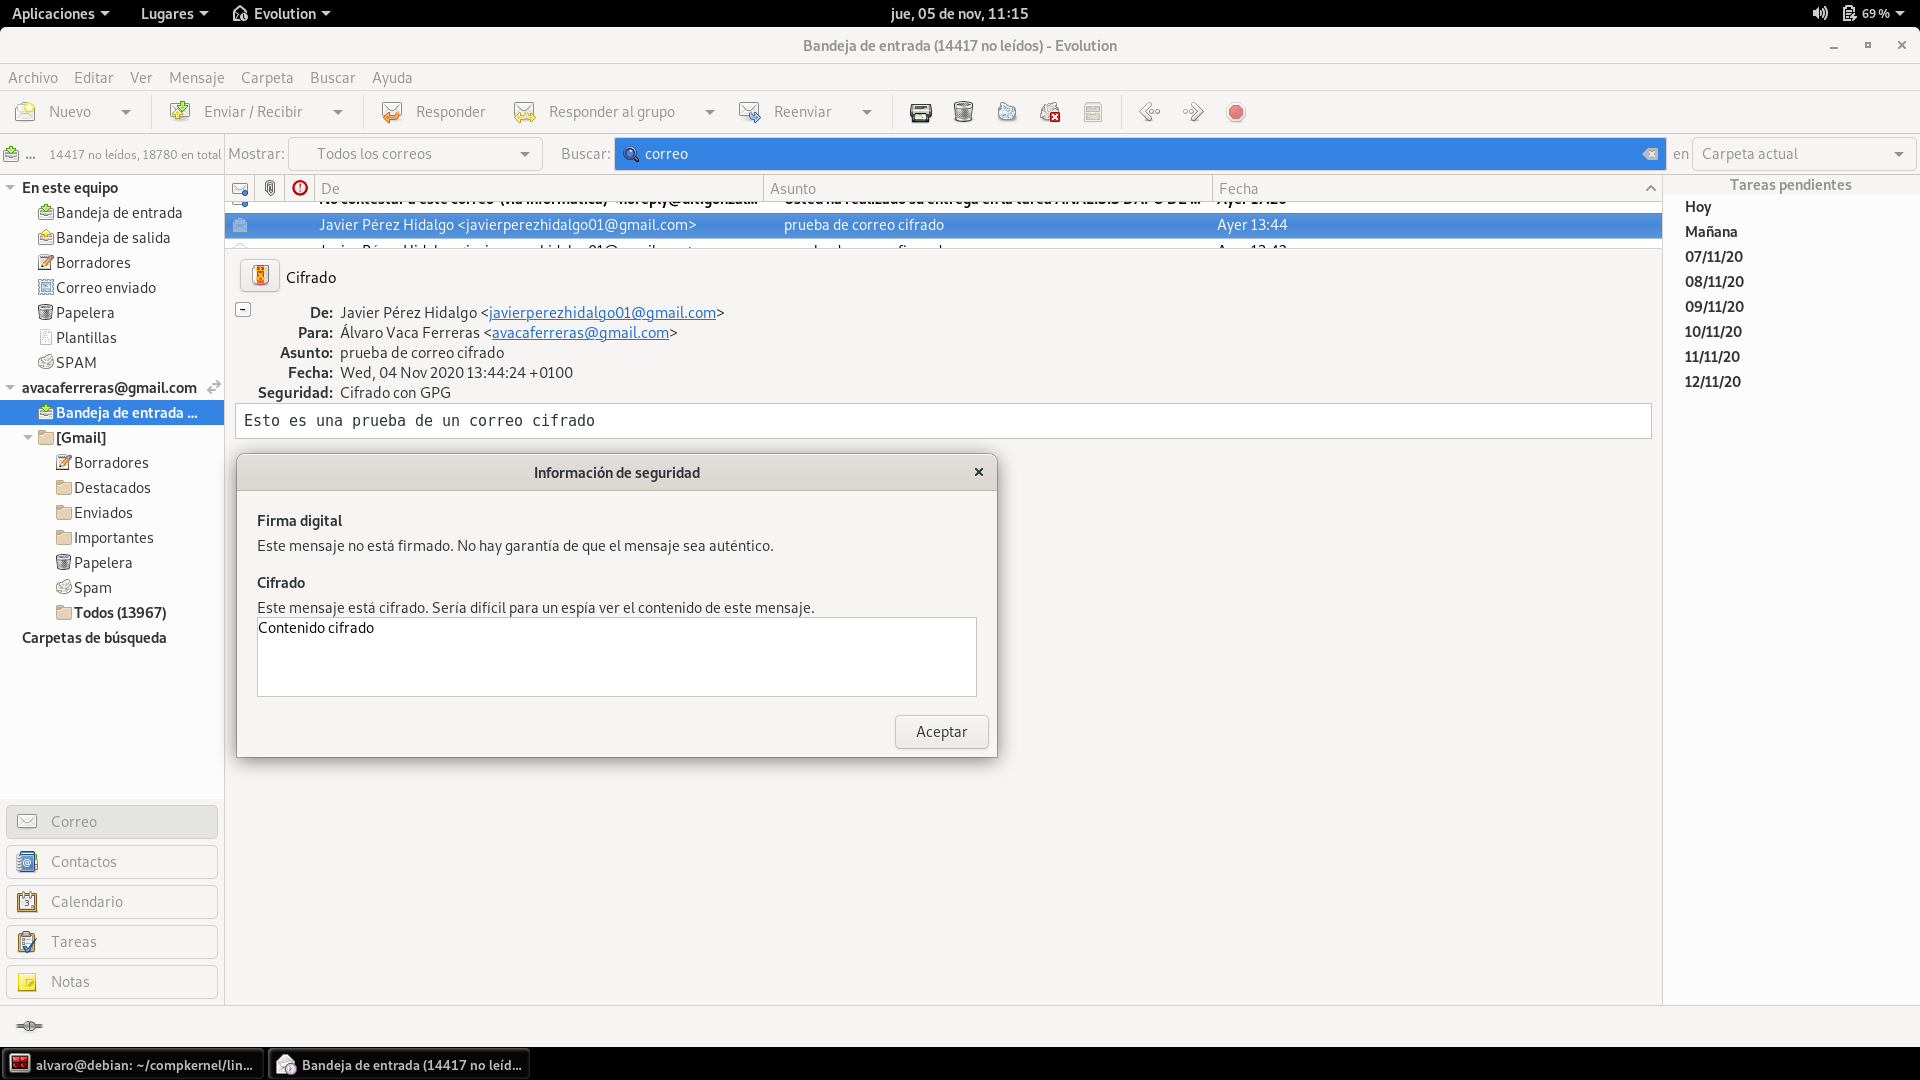 Aplicaciones Lugares Evolution jue, 05 de nov, 11:15 69 %
Bandeja de entrada (14417 no leídos) - Evolution
Archivo Editar Ver Mensaje Carpeta Buscar Ayuda
Nuevo Enviar / Recibir Responder Responder al grupo Reenviar
... 14417 no leídos, 18780 en total Mostrar: Todos los correos Buscar: correo en Carpeta actual
De Asunto Fecha
Tareas pendientes
Javier Pérez Hidalgo <javierperezhidalgo01@gmail.com> prueba de correo cifrado Ayer 13:44
En este equipo
Bandeja de entrada
Bandeja de salida
Borradores
Correo enviado
Papelera
Plantillas
SPAM
avacaferreras@gmail.com
Bandeja de entrada ...
[Gmail]
Borradores
Destacados
Enviados
Importantes
Papelera
Spam
Todos (13967)
Carpetas de búsqueda
Correo
Contactos
Calendario
Tareas
Notas
Cifrado
De: Javier Pérez Hidalgo <javierperezhidalgo01@gmail.com>
Para: Álvaro Vaca Ferreras <avacaferreras@gmail.com>
Asunto: prueba de correo cifrado
Fecha: Wed, 04 Nov 2020 13:44:24 +0100
Seguridad: Cifrado con GPG
Esto es una prueba de un correo cifrado
Información de seguridad
Firma digital
Este mensaje no está firmado. No hay garantía de que el mensaje sea auténtico.
Cifrado
Este mensaje está cifrado. Sería difícil para un espía ver el contenido de este mensaje.
Contenido cifrado
Aceptar
Hoy
Mañana
07/11/20
08/11/20
09/11/20
10/11/20
11/11/20
12/11/20
alvaro@debian: ~/compkernel/lin... Bandeja de entrada (14417 no leíd...